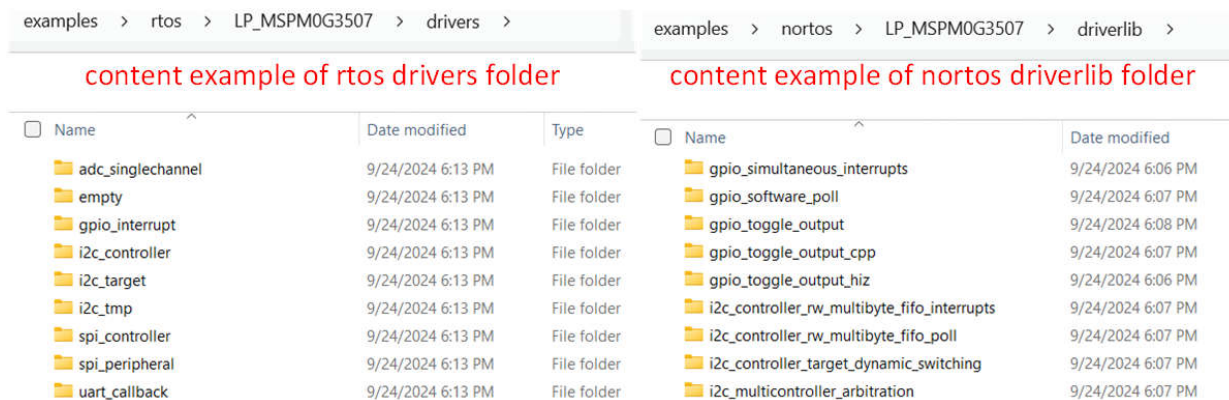 examples > rtos > LP_MSPM0G3507 > drivers >
content example of rtos drivers folder
Name Date modified Type
adc_singlechannel 9/24/2024 6:13 PM File folder
empty 9/24/2024 6:13 PM File folder
gpio_interrupt 9/24/2024 6:13 PM File folder
i2c_controller 9/24/2024 6:13 PM File folder
i2c_target 9/24/2024 6:13 PM File folder
i2c_tmp 9/24/2024 6:13 PM File folder
spi_controller 9/24/2024 6:13 PM File folder
spi_peripheral 9/24/2024 6:13 PM File folder
uart_callback 9/24/2024 6:13 PM File folder
examples > nortos > LP_MSPM0G3507 > driverlib >
content example of nortos driverlib folder
Name Date modified
gpio_simultaneous_interrupts 9/24/2024 6:06 PM
gpio_software_poll 9/24/2024 6:07 PM
gpio_toggle_output 9/24/2024 6:08 PM
gpio_toggle_output_cpp 9/24/2024 6:07 PM
gpio_toggle_output_hiz 9/24/2024 6:06 PM
i2c_controller_rw_multibyte_fifo_interrupts 9/24/2024 6:07 PM
i2c_controller_rw_multibyte_fifo_poll 9/24/2024 6:07 PM
i2c_controller_target_dynamic_switching 9/24/2024 6:07 PM
i2c_multicontroller_arbitration 9/24/2024 6:07 PM